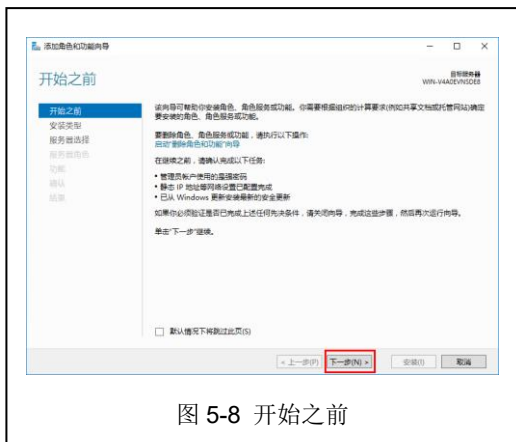 添加角色和功能向导
开始之前
目标服务器
WIN-V4A0EVNSDE8
开始之前
安装类型
服务器选择
服务器角色
功能
确认
结果
该向导可帮助你安装角色、角色服务或功能。你需要根据组织的计算要求(例如共享文档或托管网站)确定
要安装的角色、角色服务或功能。
要删除角色、角色服务或功能，请执行以下操作:
启动"删除角色和功能"向导
在继续之前，请确认完成以下任务:
• 管理员帐户使用的是强密码
• 静态 IP 地址等网络设置已配置完成
• 已从 Windows 更新安装最新的安全更新
如果你必须验证是否已完成上述任何先决条件，请关闭向导，完成这些步骤，然后再次运行向导。
单击"下一步"继续。
默认情况下将跳过此页(S)
< 上一步(P) 下一步(N) > 安装(I) 取消
图 5-8 开始之前